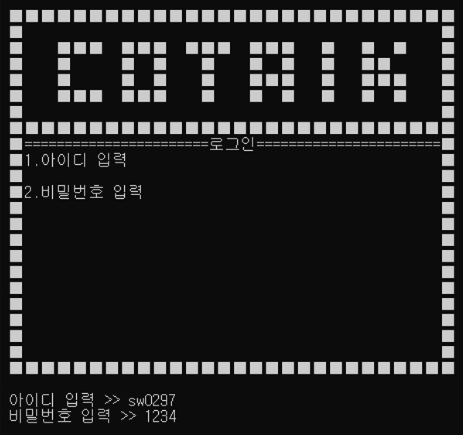 COTAIK
로그인
1.아이디 입력
2.비밀번호 입력
아이디 입력 >> sw0297
비밀번호 입력 >> 1234